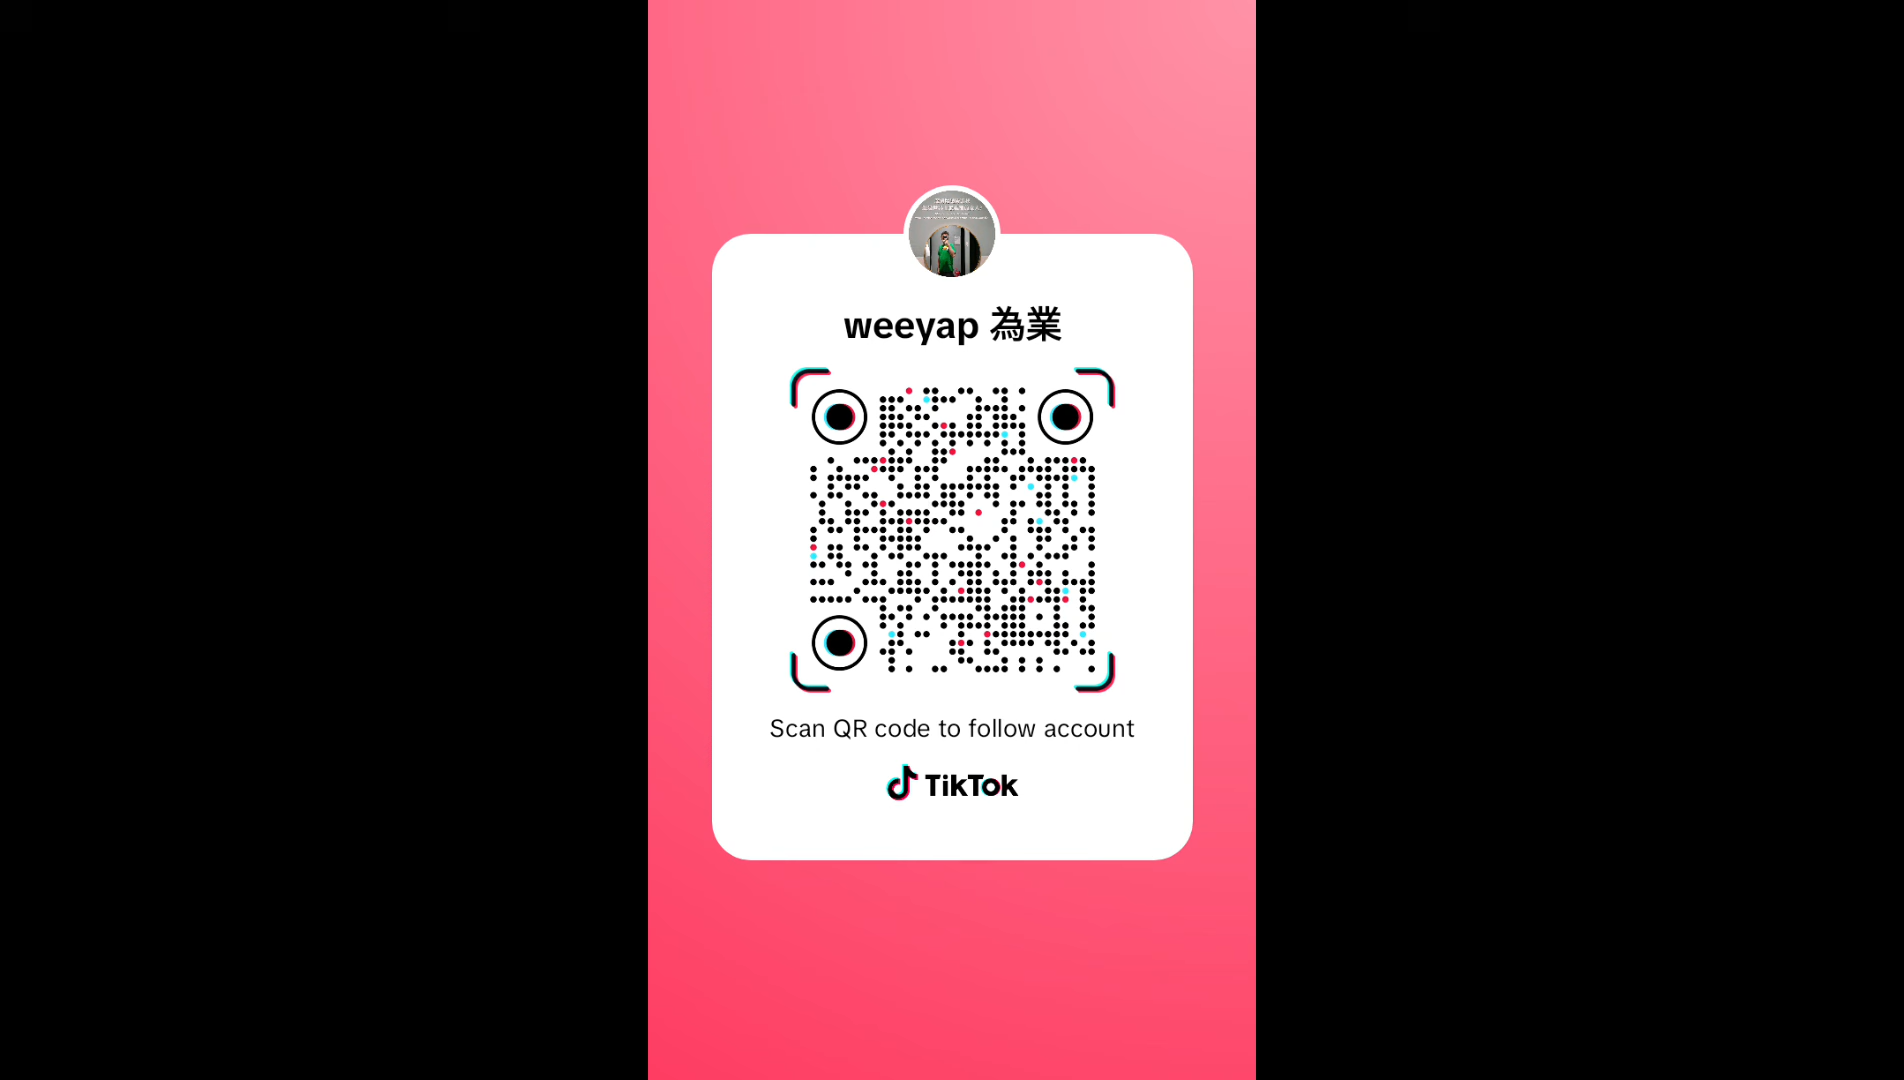 weeyap 為業
Scan QR code to follow account
TikTok